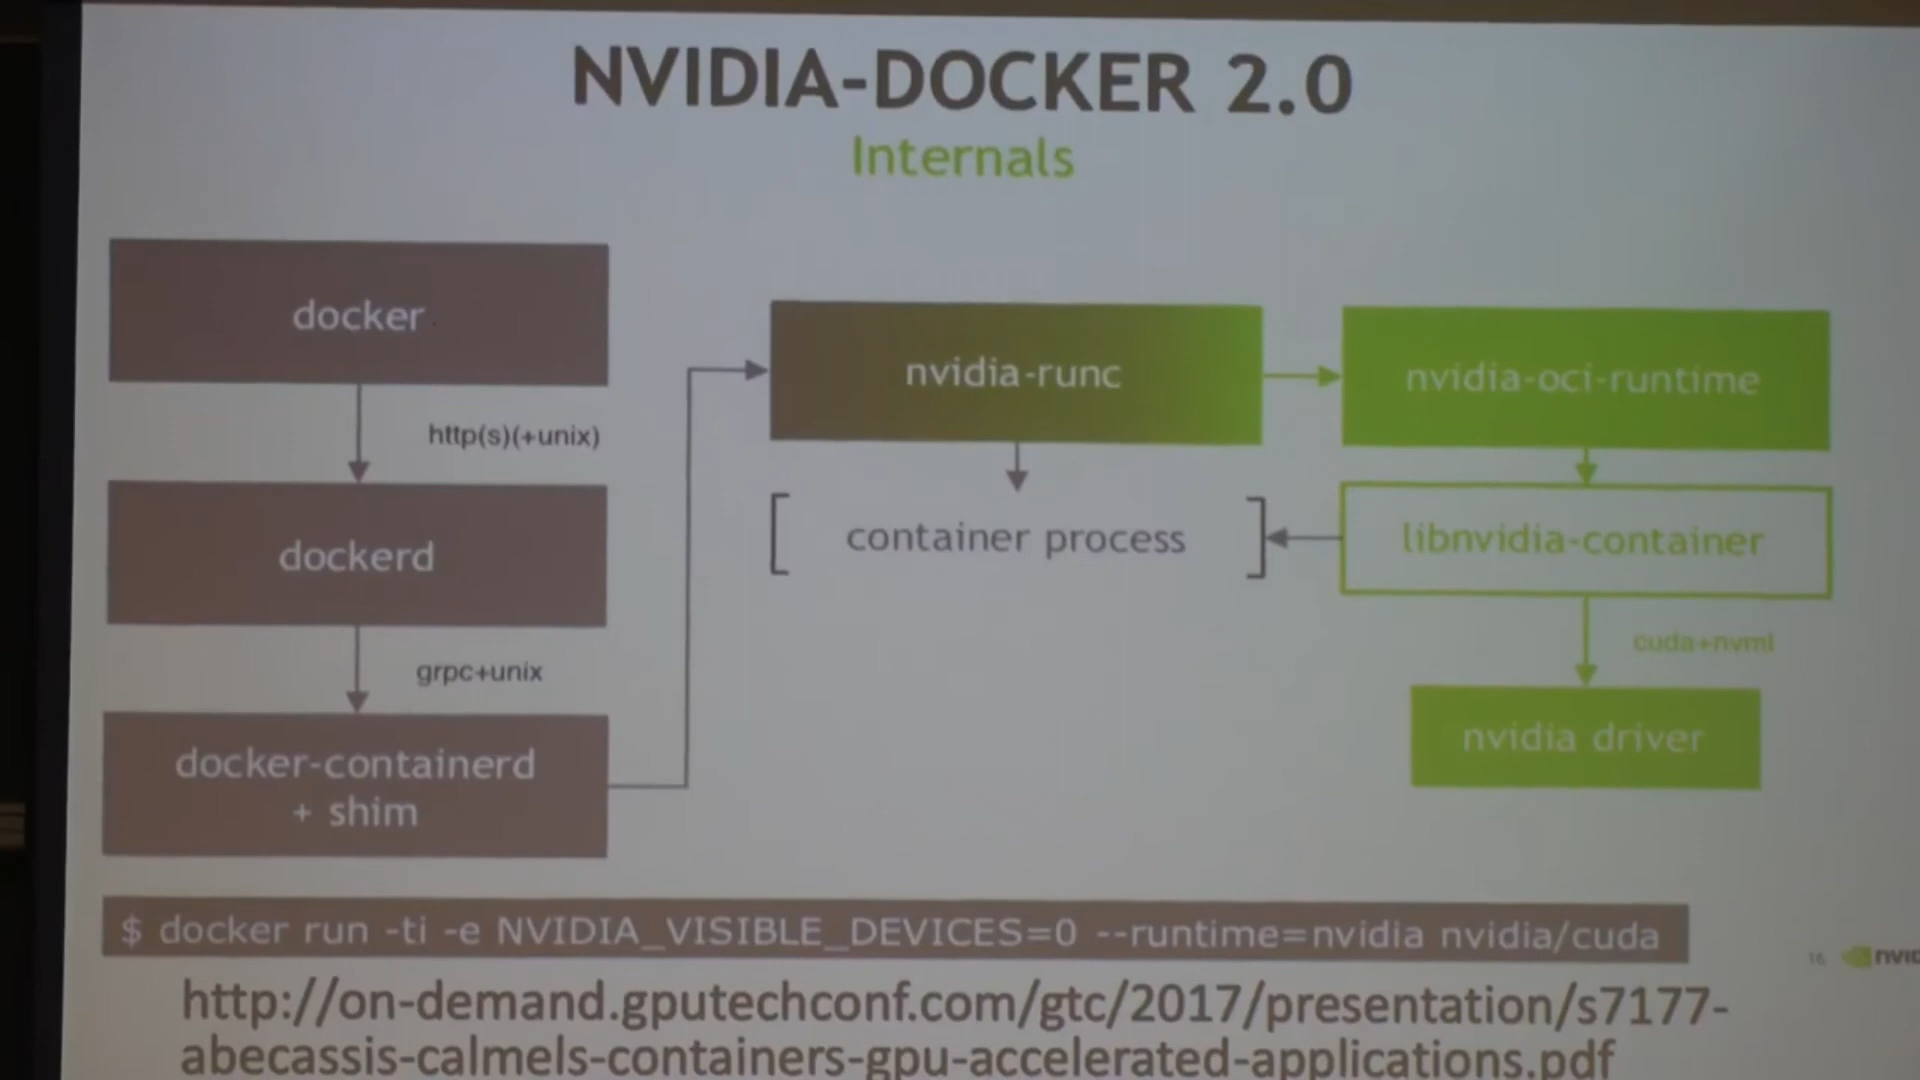 NVIDIA-DOCKER 2.0
Internals
docker
http(s)(+unix)
dockerd
grpc+unix
docker-containerd
+ shim
nvidia-runc
container process
nvidia-oci-runtime
libnvidia-container
cuda+nvml
nvidia driver
$ docker run -ti -e NVIDIA_VISIBLE_DEVICES=0 --runtime=nvidia nvidia/cuda
16
http://on-demand.gputechconf.com/gtc/2017/presentation/s7177-
abecassis-calmels-containers-gpu-accelerated-applications.pdf